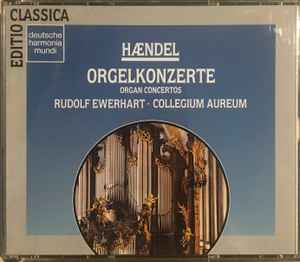 EDITIO CLASSICA
deutsche
harmonia
mundi
HÆNDEL
ORGELKONZERTE
ORGAN CONCERTOS
RUDOLF EWERHART · COLLEGIUM AUREUM